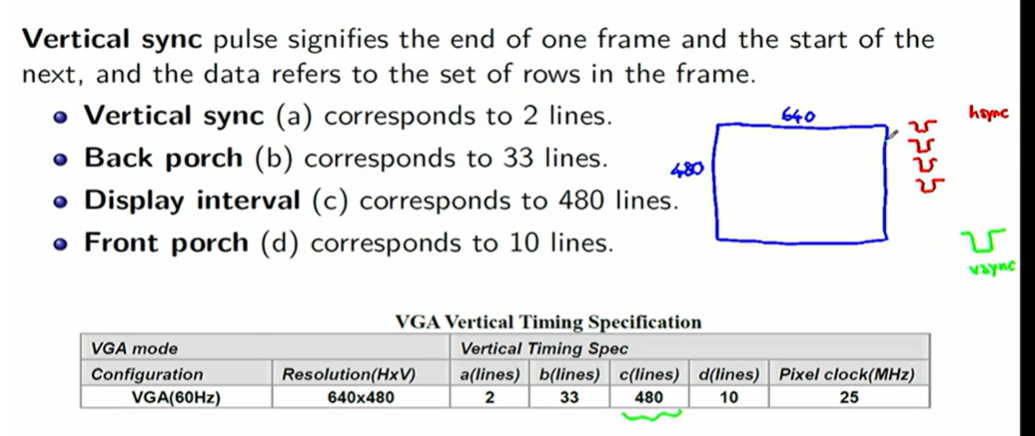 Vertical sync pulse signifies the end of one frame and the start of the
next, and the data refers to the set of rows in the frame.
Vertical sync (a) corresponds to 2 lines.
Back porch (b) corresponds to 33 lines.
Display interval (c) corresponds to 480 lines.
Front porch (d) corresponds to 10 lines.
640
480
hsync
vsync
VGA Vertical Timing Specification
VGA mode Vertical Timing Spec
Configuration Resolution(HxV) a(lines) b(lines) c(lines) d(lines) Pixel clock(MHz)
VGA(60Hz) 640x480 2 33 480 10 25